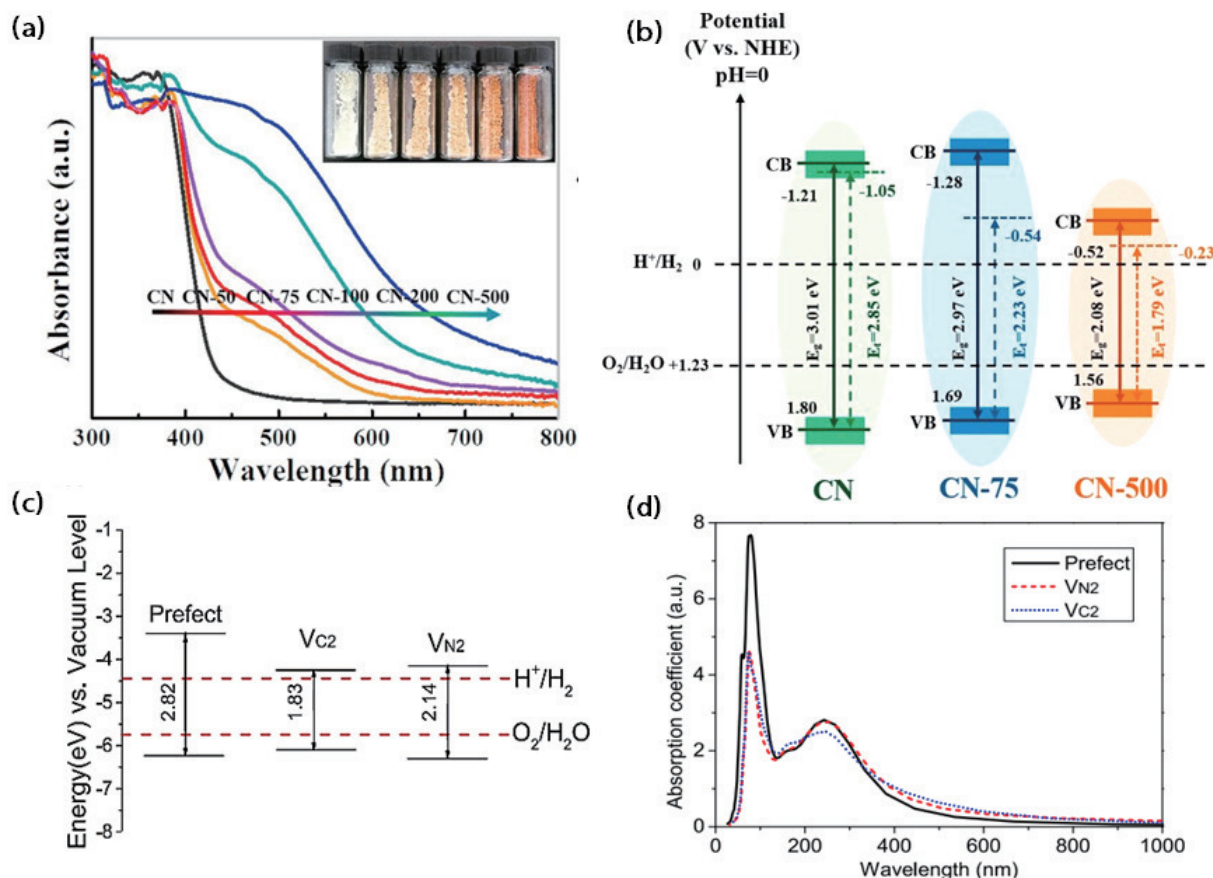 (a)
Absorbance (a.u.)
CN CN-50 CN-75 CN-100 CN-200 CN-500
300 400 500 600 700 800
Wavelength (nm)
(b)
Potential
(V vs. NHE)
pH=0
CB
-1.21
-1.05
CB
-1.28
-0.54
CB
-0.52
-0.23
H⁺/H₂ 0
E_g=3.01 eV
E_t=2.85 eV
E_g=2.97 eV
E_t=2.23 eV
E_g=2.08 eV
E_t=1.79 eV
O₂/H₂O +1.23
1.80
VB
1.69
VB
1.56
VB
CN
CN-75
CN-500
(c)
Energy(eV) vs. Vacuum Level
-1
-2
-3
-4
-5
-6
-7
-8
Prefect
2.82
VC2
1.83
VN2
2.14
H⁺/H₂
O₂/H₂O
(d)
Absorption coefficient (a.u.)
8
6
4
2
0
Prefect
VN2
VC2
0 200 400 600 800 1000
Wavelength (nm)